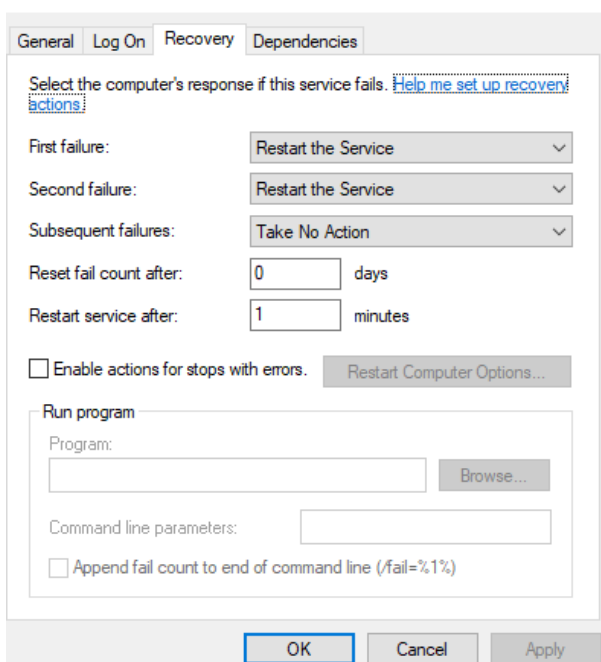 General Log On Recovery Dependencies
Select the computer's response if this service fails. Help me set up recovery
actions.
First failure: Restart the Service
Second failure: Restart the Service
Subsequent failures: Take No Action
Reset fail count after: 0 days
Restart service after: 1 minutes
Enable actions for stops with errors. Restart Computer Options...
Run program
Program:
Browse...
Command line parameters:
Append fail count to end of command line (/fail=%1%)
OK Cancel Apply